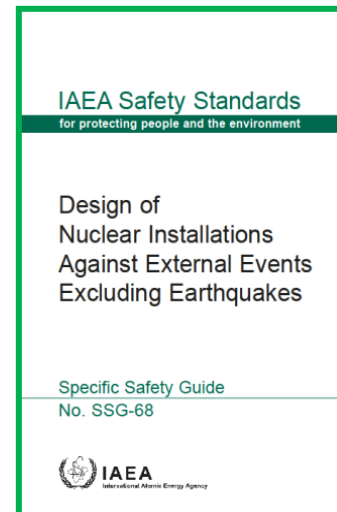 IAEA Safety Standards
for protecting people and the environment
Design of
Nuclear Installations
Against External Events
Excluding Earthquakes
Specific Safety Guide
No. SSG-68
IAEA
International Atomic Energy Agency